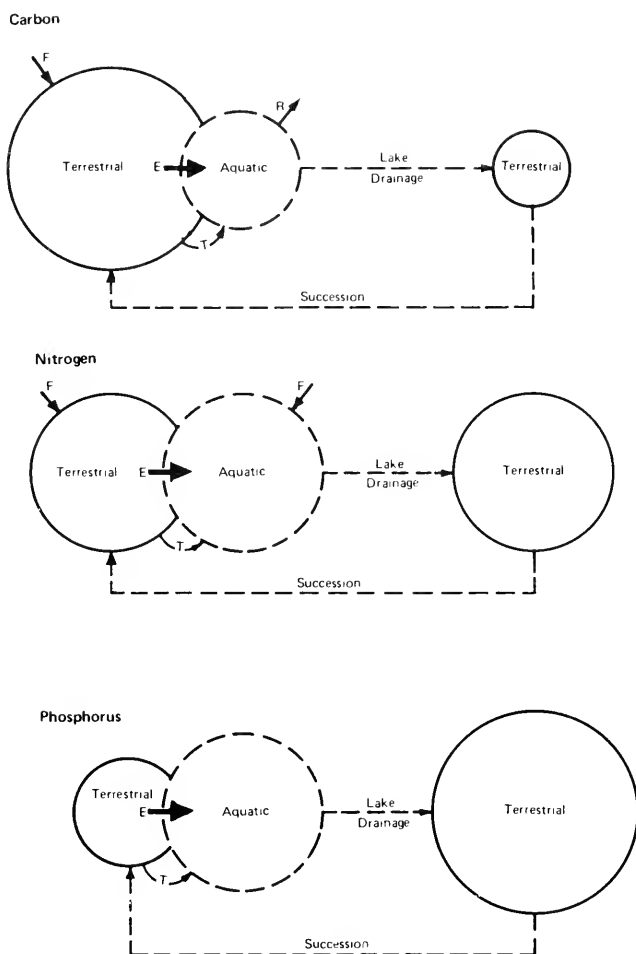 Carbon
F
R
Terrestrial
E
Aquatic
Lake
Drainage
Terrestrial
T
Succession
Nitrogen
F
F
Terrestrial
E
Aquatic
Lake
Drainage
Terrestrial
T
Succession
Phosphorus
Terrestrial
E
Aquatic
Lake
Drainage
Terrestrial
T
Succession